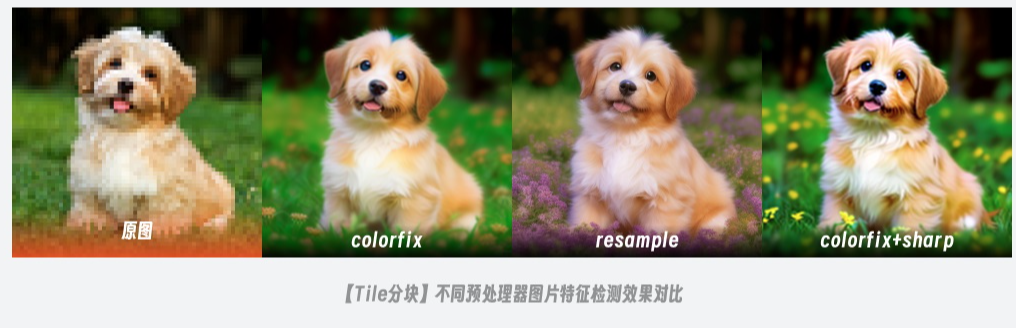 原图
colorfix
resample
colorfix+sharp
【Tile分块】不同预处理器图片特征检测效果对比